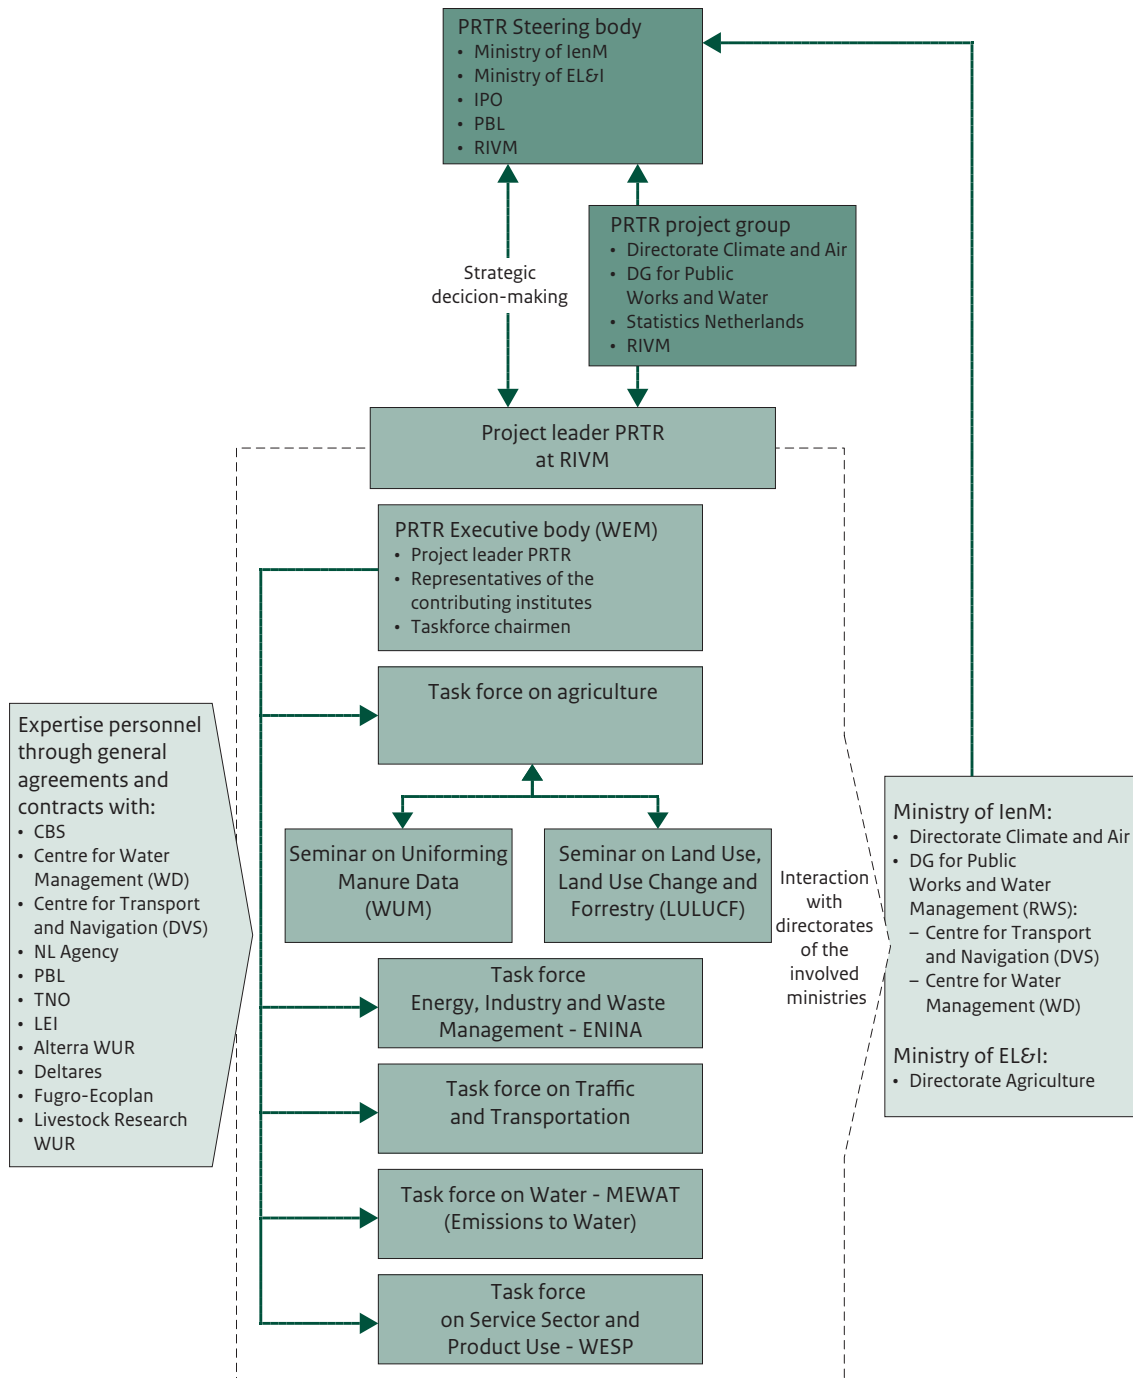 PRTR Steering body
• Ministry of IenM
• Ministry of EL&I
• IPO
• PBL
• RIVM
PRTR project group
• Directorate Climate and Air
• DG for Public
Works and Water
• Statistics Netherlands
• RIVM
Strategic
decicion-making
Project leader PRTR
at RIVM
PRTR Executive body (WEM)
• Project leader PRTR
• Representatives of the
contributing institutes
• Taskforce chairmen
Task force on agriculture
Seminar on Uniforming
Manure Data
(WUM)
Seminar on Land Use,
Land Use Change and
Forrestry (LULUCF)
Task force
Energy, Industry and Waste
Management - ENINA
Task force on Traffic
and Transportation
Task force on Water - MEWAT
(Emissions to Water)
Task force
on Service Sector and
Product Use - WESP
Expertise personnel
through general
agreements and
contracts with:
• CBS
• Centre for Water
Management (WD)
• Centre for Transport
and Navigation (DVS)
• NL Agency
• PBL
• TNO
• LEI
• Alterra WUR
• Deltares
• Fugro-Ecoplan
• Livestock Research
WUR
Interaction
with
directorates
of the
involved
ministries
Ministry of IenM:
• Directorate Climate and Air
• DG for Public
Works and Water
Management (RWS):
– Centre for Transport
and Navigation (DVS)
– Centre for Water
Management (WD)
Ministry of EL&I:
• Directorate Agriculture